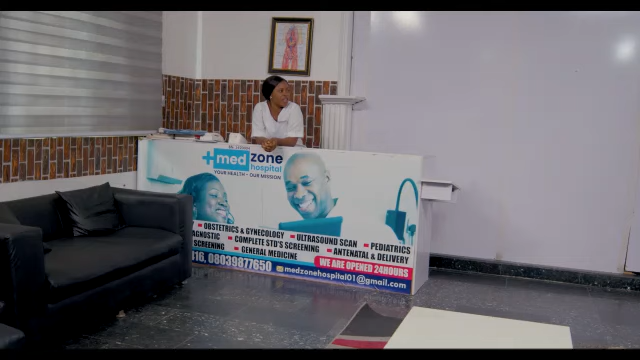 +med zone
hospital
YOUR HEALTH - OUR MISSION
- OBSTETRICS & GYNECOLOGY - ULTRASOUND SCAN - PEDIATRICS
AGNOSTIC - COMPLETE STD'S SCREENING - ANTENATAL & DELIVERY
SCREENING - GENERAL MEDICINE
WE ARE OPENED 24HOURS
816, 08039877650 medzonehospital01@gmail.com